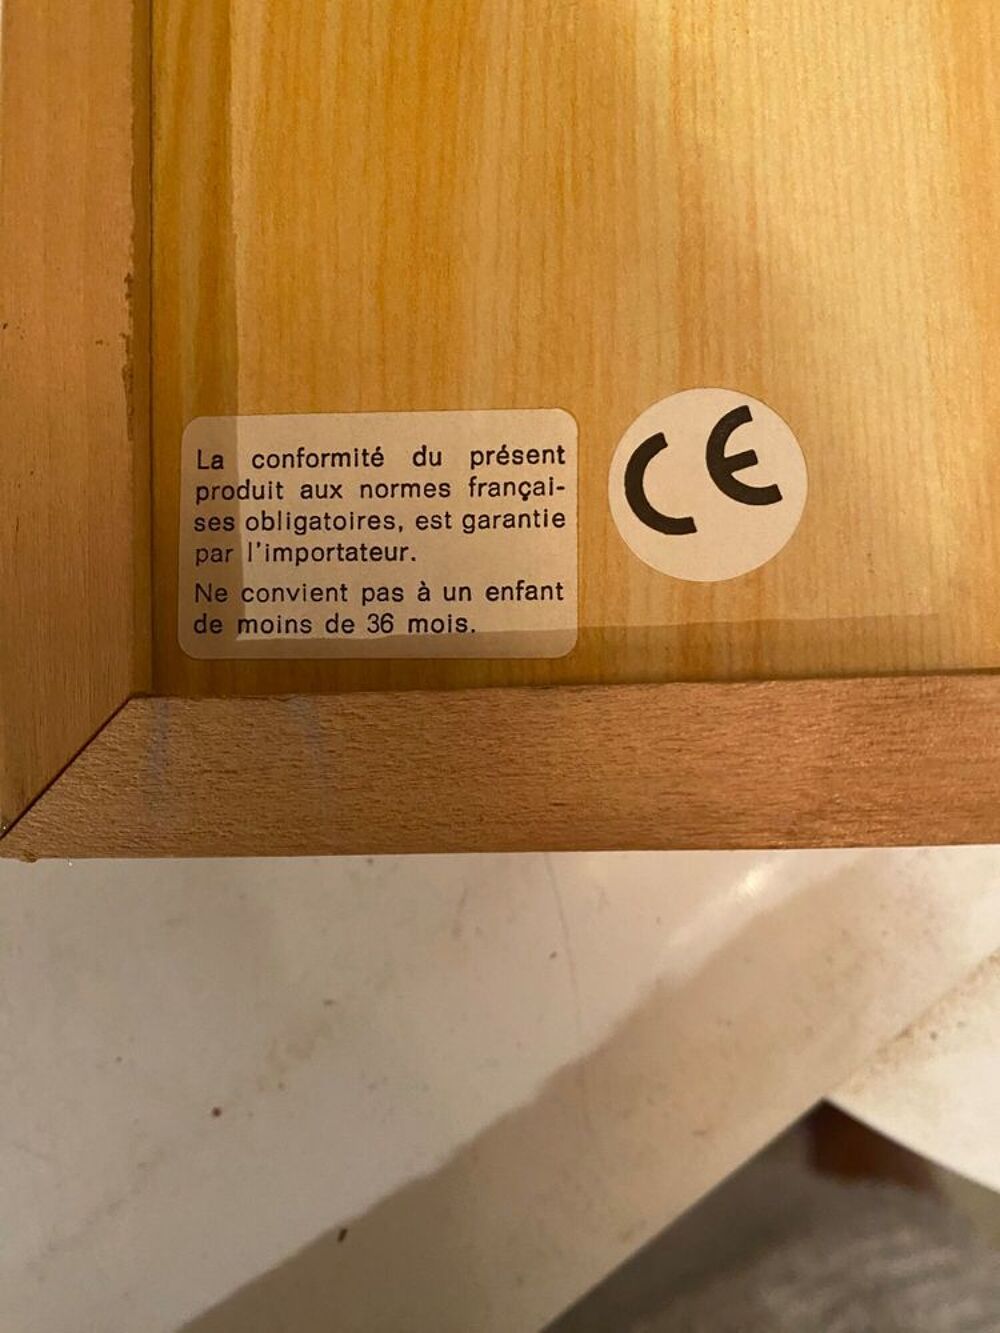 La conformité du présent
produit aux normes françai-
ses obligatoires, est garantie
par l'importateur.
Ne convient pas à un enfant
de moins de 36 mois.
CE